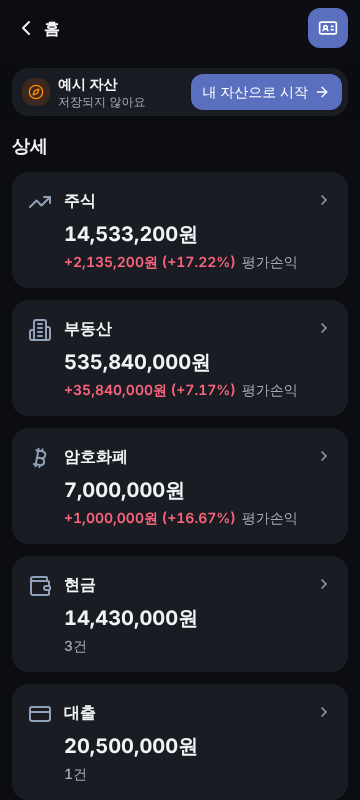 홈
예시 자산
저장되지 않아요
내 자산으로 시작
상세
주식
14,533,200원
+2,135,200원 (+17.22%) 평가손익
부동산
535,840,000원
+35,840,000원 (+7.17%) 평가손익
암호화폐
7,000,000원
+1,000,000원 (+16.67%) 평가손익
현금
14,430,000원
3건
대출
20,500,000원
1건